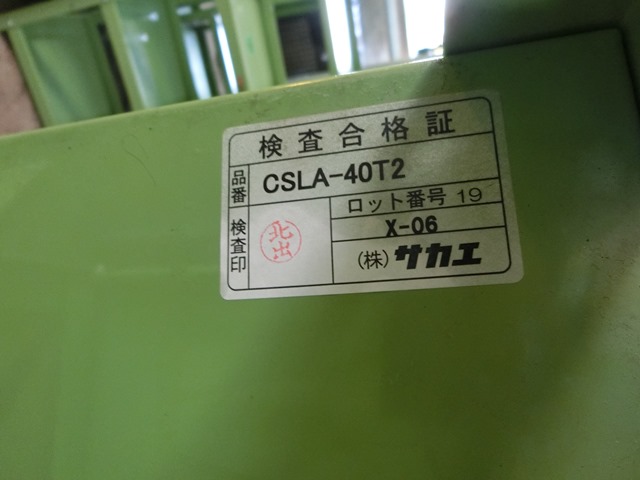 検査合格証
品番 CSLA-40T2
検査印 北出
ロット番号 19
X-06
(株) サカエ